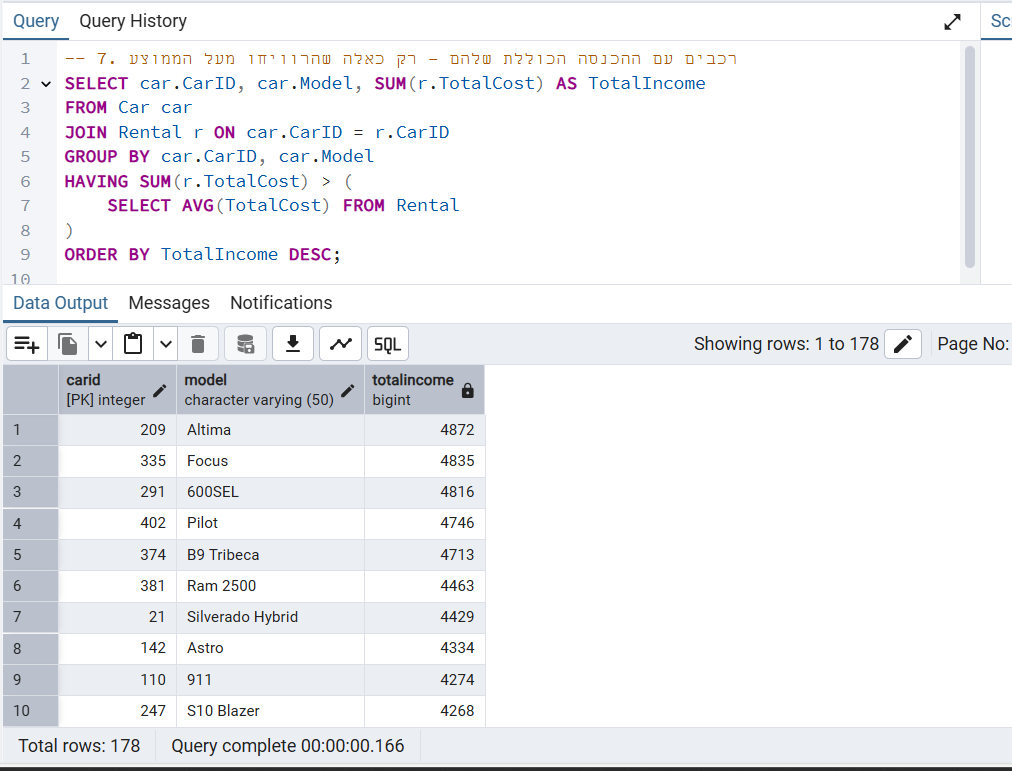 Query Query History Sc
1 -- 7. רכבים עם ההכנסה הכוללת שלהם – רק כאלה שהרוויחו מעל הממוצע
2 SELECT car.CarID, car.Model, SUM(r.TotalCost) AS TotalIncome
3 FROM Car car
4 JOIN Rental r ON car.CarID = r.CarID
5 GROUP BY car.CarID, car.Model
6 HAVING SUM(r.TotalCost) > (
7 SELECT AVG(TotalCost) FROM Rental
8 )
9 ORDER BY TotalIncome DESC;
10
Data Output Messages Notifications
SQL Showing rows: 1 to 178 Page No:
carid model totalincome
[PK] integer character varying (50) bigint
1 209 Altima 4872
2 335 Focus 4835
3 291 600SEL 4816
4 402 Pilot 4746
5 374 B9 Tribeca 4713
6 381 Ram 2500 4463
7 21 Silverado Hybrid 4429
8 142 Astro 4334
9 110 911 4274
10 247 S10 Blazer 4268
Total rows: 178 Query complete 00:00:00.166